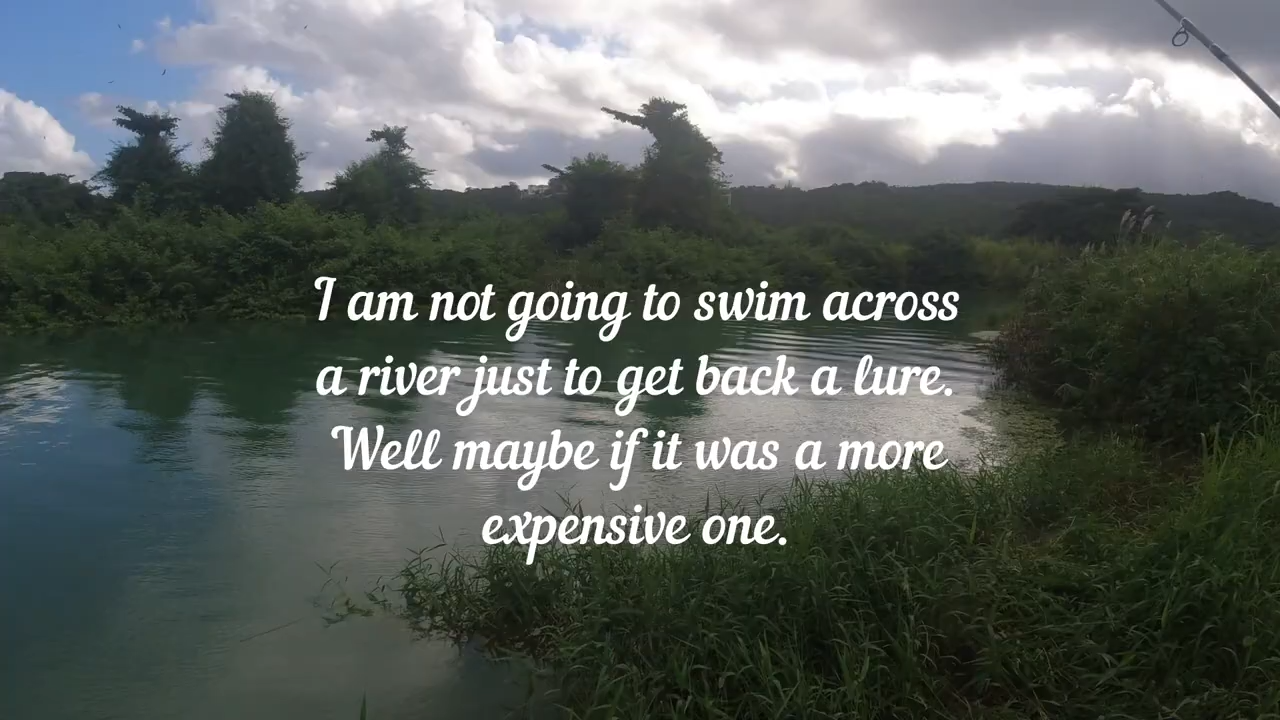 I am not going to swim across
a river just to get back a lure.
Well maybe if it was a more
expensive one.